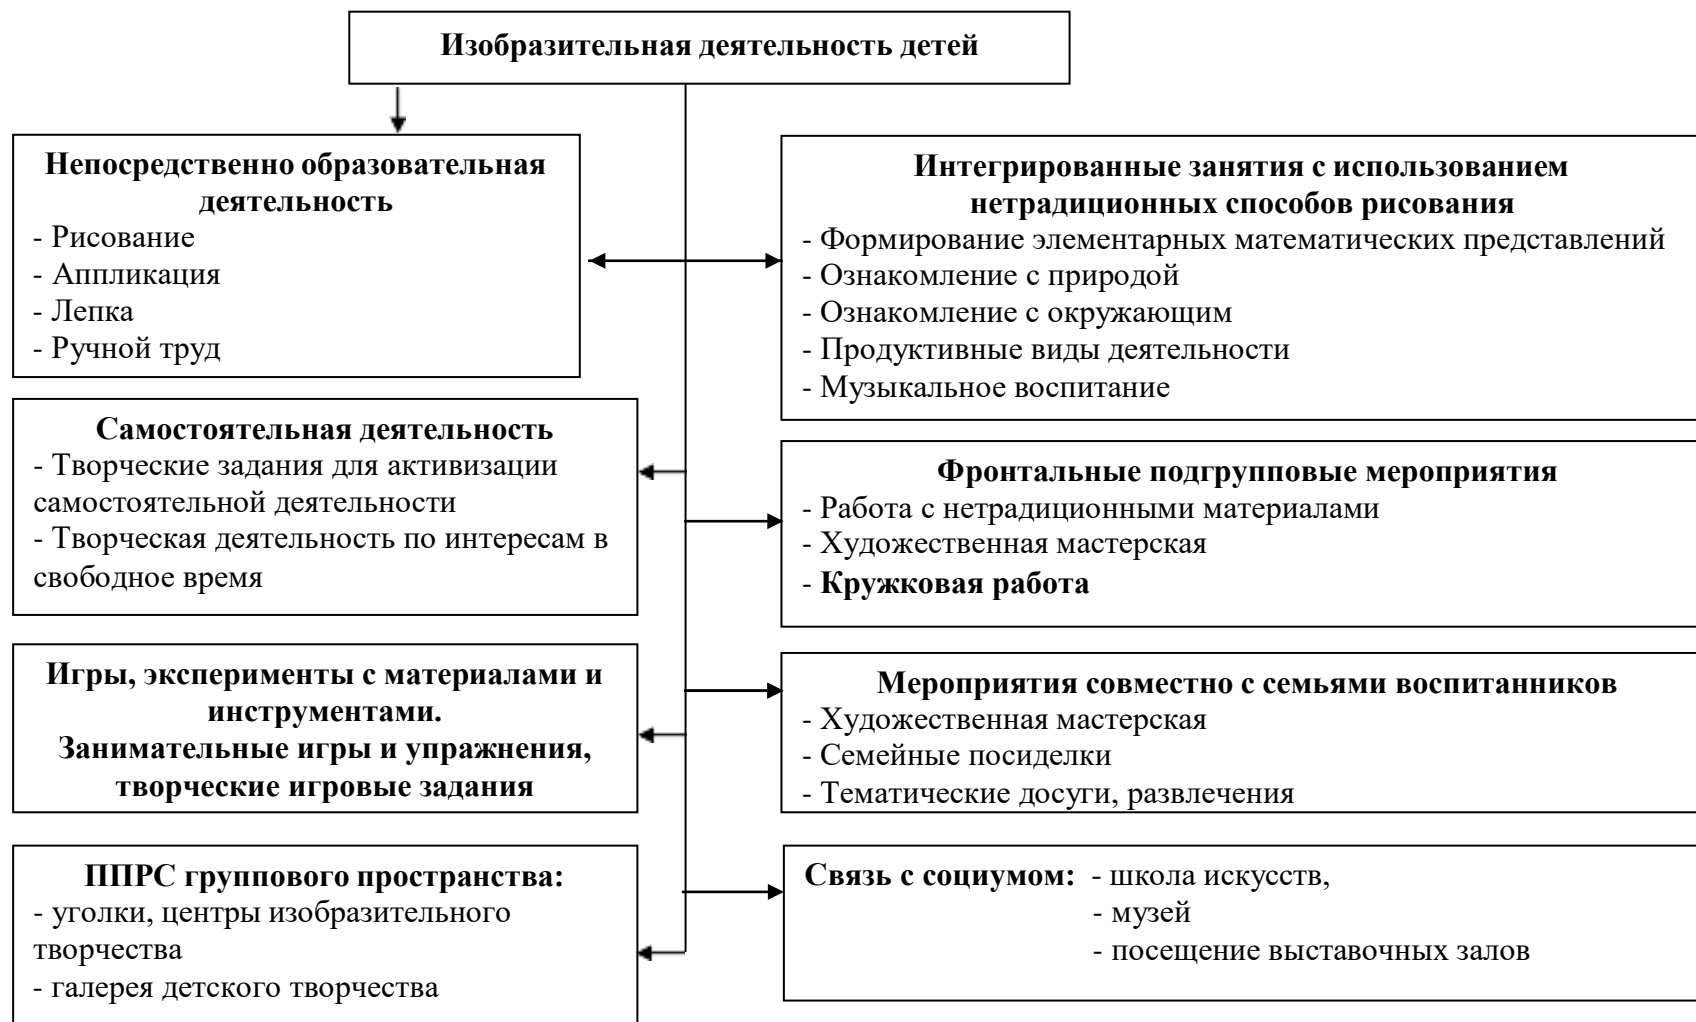 Изобразительная деятельность детей
Непосредственно образовательная
деятельность
- Рисование
- Аппликация
- Лепка
- Ручной труд
Интегрированные занятия с использованием
нетрадиционных способов рисования
- Формирование элементарных математических представлений
- Ознакомление с природой
- Ознакомление с окружающим
- Продуктивные виды деятельности
- Музыкальное воспитание
Самостоятельная деятельность
- Творческие задания для активизации
самостоятельной деятельности
- Творческая деятельность по интересам в
свободное время
Фронтальные подгрупповые мероприятия
- Работа с нетрадиционными материалами
- Художественная мастерская
- Кружковая работа
Игры, эксперименты с материалами и
инструментами.
Занимательные игры и упражнения,
творческие игровые задания
Мероприятия совместно с семьями воспитанников
- Художественная мастерская
- Семейные посиделки
- Тематические досуги, развлечения
ППРС группового пространства:
- уголки, центры изобразительного
творчества
- галерея детского творчества
Связь с социумом: - школа искусств,
- музей
- посещение выставочных залов